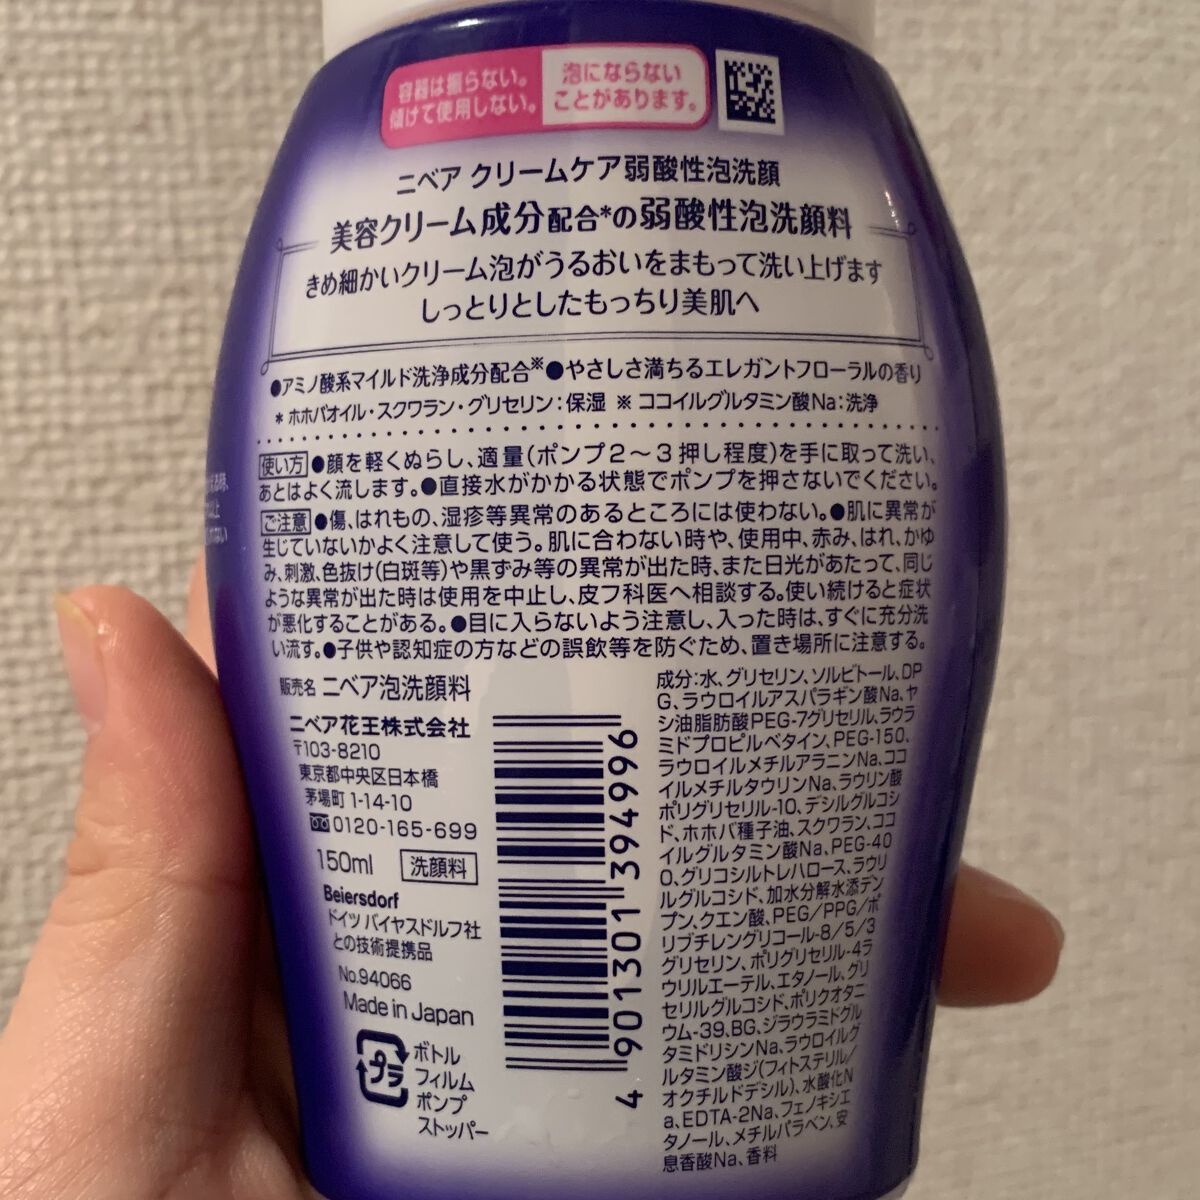 容器は振らない。
傾けて使用しない。
泡にならない
ことがあります。
ニベア クリームケア弱酸性泡洗顔
美容クリーム成分配合*の弱酸性泡洗顔料
きめ細かいクリーム泡がうるおいをまもって洗い上げます
しっとりとしたもっちり美肌へ
●アミノ酸系マイルド洗浄成分配合※●やさしさ満ちるエレガントフローラルの香り
* ホホバオイル・スクワラン・グリセリン:保湿 ※ ココイルグルタミン酸Na:洗浄
使い方 ●顔を軽くぬらし、適量(ポンプ2〜3押し程度)を手に取って洗い、
あとはよく流します。●直接水がかかる状態でポンプを押さないでください。
ご注意 ●傷、はれもの、湿疹等異常のあるところには使わない。●肌に異常が
生じていないかよく注意して使う。肌に合わない時や、使用中、赤み、はれ、かゆ
み、刺激、色抜け(白斑等)や黒ずみ等の異常が出た時、また日光があたって、同じ
ような異常が出た時は使用を中止し、皮フ科医へ相談する。使い続けると症状
が悪化することがある。●目に入らないよう注意し、入った時は、すぐに充分洗
い流す。●子供や認知症の方などの誤飲等を防ぐため、置き場所に注意する。
販売名 ニベア泡洗顔料
ニベア花王株式会社
〒103-8210
東京都中央区日本橋
茅場町1-14-10
0120-165-699
150ml 洗顔料
Beiersdorf
ドイツ バイヤスドルフ社
との技術提携品
No.94066
Made in Japan
プラ
ボトル
フィルム
ポンプ
ストッパー
4 901301 394996
成分:水、グリセリン、ソルビトール、DP
G、ラウロイルアスパラギン酸Na、ヤ
シ油脂肪酸PEG-7グリセリル、ラウラ
ミドプロピルベタイン、PEG-150、
ラウロイルメチルアラニンNa、ココ
イルメチルタウリンNa、ラウリン酸
ポリグリセリル-10、デシルグルコシ
ド、ホホバ種子油、スクワラン、ココ
イルグルタミン酸Na、PEG-40
0、グリコシルトレハロース、ラウリ
ルグルコシド、加水分解水添デン
プン、クエン酸、PEG/PPG/ポ
リブチレングリコール-8/5/3
グリセリン、ポリグリセリル-4ラ
ウリルエーテル、エタノール、グリ
セリルグルコシド、ポリクオタニ
ウム-39、BG、ジラウラミドグル
タミドリシンNa、ラウロイルグ
ルタミン酸ジ(フィトステリル/
オクチルドデシル)、水酸化N
a、EDTA-2Na、フェノキシエ
タノール、メチルパラベン、安
息香酸Na、香料